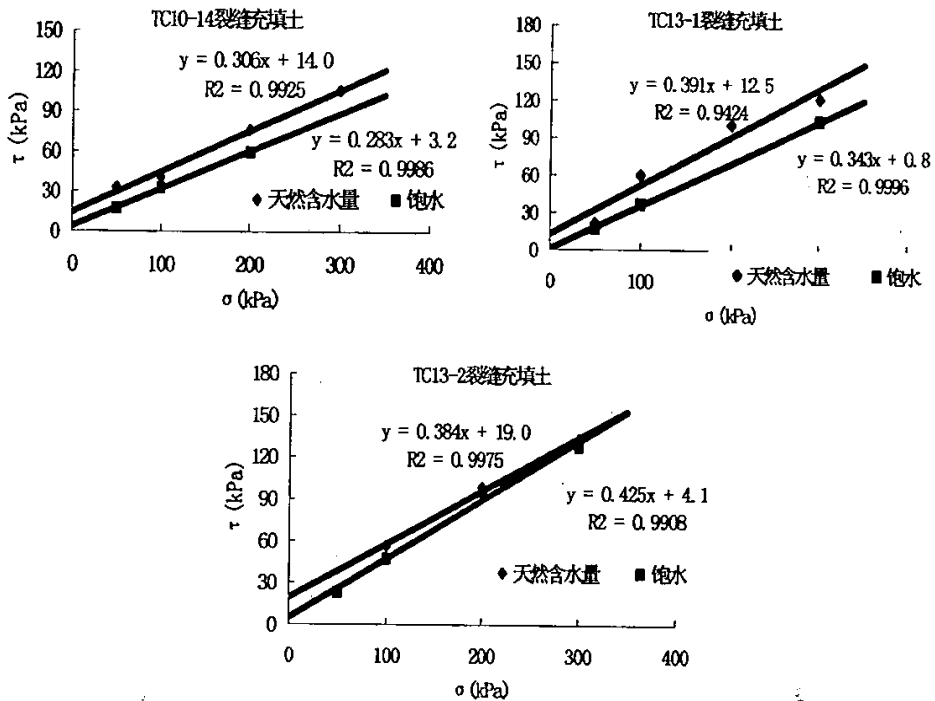 TC10-14裂缝充填土
150
120
90
60
30
0
τ (kPa)
y = 0.306x + 14.0
R2 = 0.9925
y = 0.283x + 3.2
R2 = 0.9986
天然含水量 饱水
0 100 200 300 400
σ (kPa)
TC13-1裂缝充填土
180
150
120
90
60
30
0
τ (kPa)
y = 0.391x + 12.5
R2 = 0.9424
y = 0.343x + 0.8
R2 = 0.9996
0 100
天然含水量 饱水
σ (kPa)
TC13-2裂缝充填土
180
150
120
90
60
30
0
τ (kPa)
y = 0.384x + 19.0
R2 = 0.9975
y = 0.425x + 4.1
R2 = 0.9908
天然含水量 饱水
0 100 200 300 400
σ (kPa)